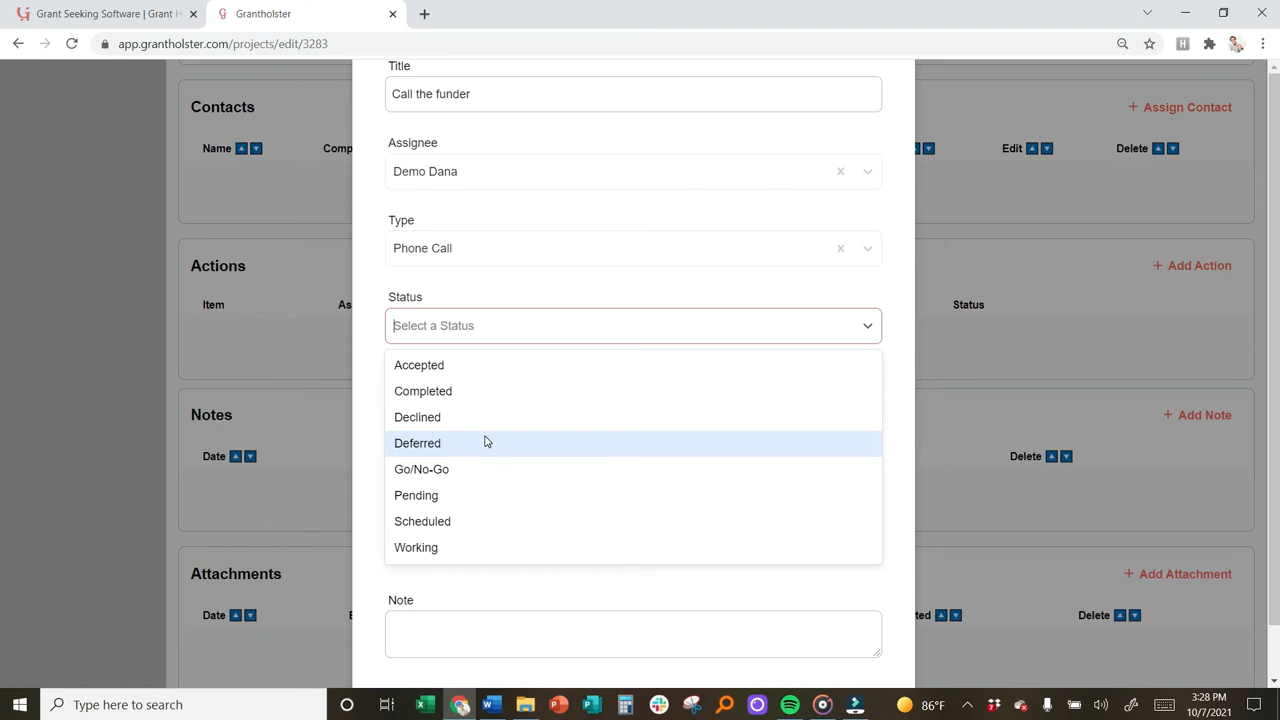 Grant Seeking Software | Grant H
Grantholster
app.grantholster.com/projects/edit/3283
Title
Call the funder
Contacts
+ Assign Contact
Assignee
Name
Comp
Edit
Delete
Demo Dana
Type
Phone Call
Actions
+ Add Action
Status
Item
As
Status
Select a Status
Accepted
Completed
Declined
Deferred
Go/No-Go
Pending
Scheduled
Working
Notes
+ Add Note
Date
Delete
Attachments
+ Add Attachment
Note
Date
ted
Delete
Type here to search
86°F
3:28 PM
10/7/2021